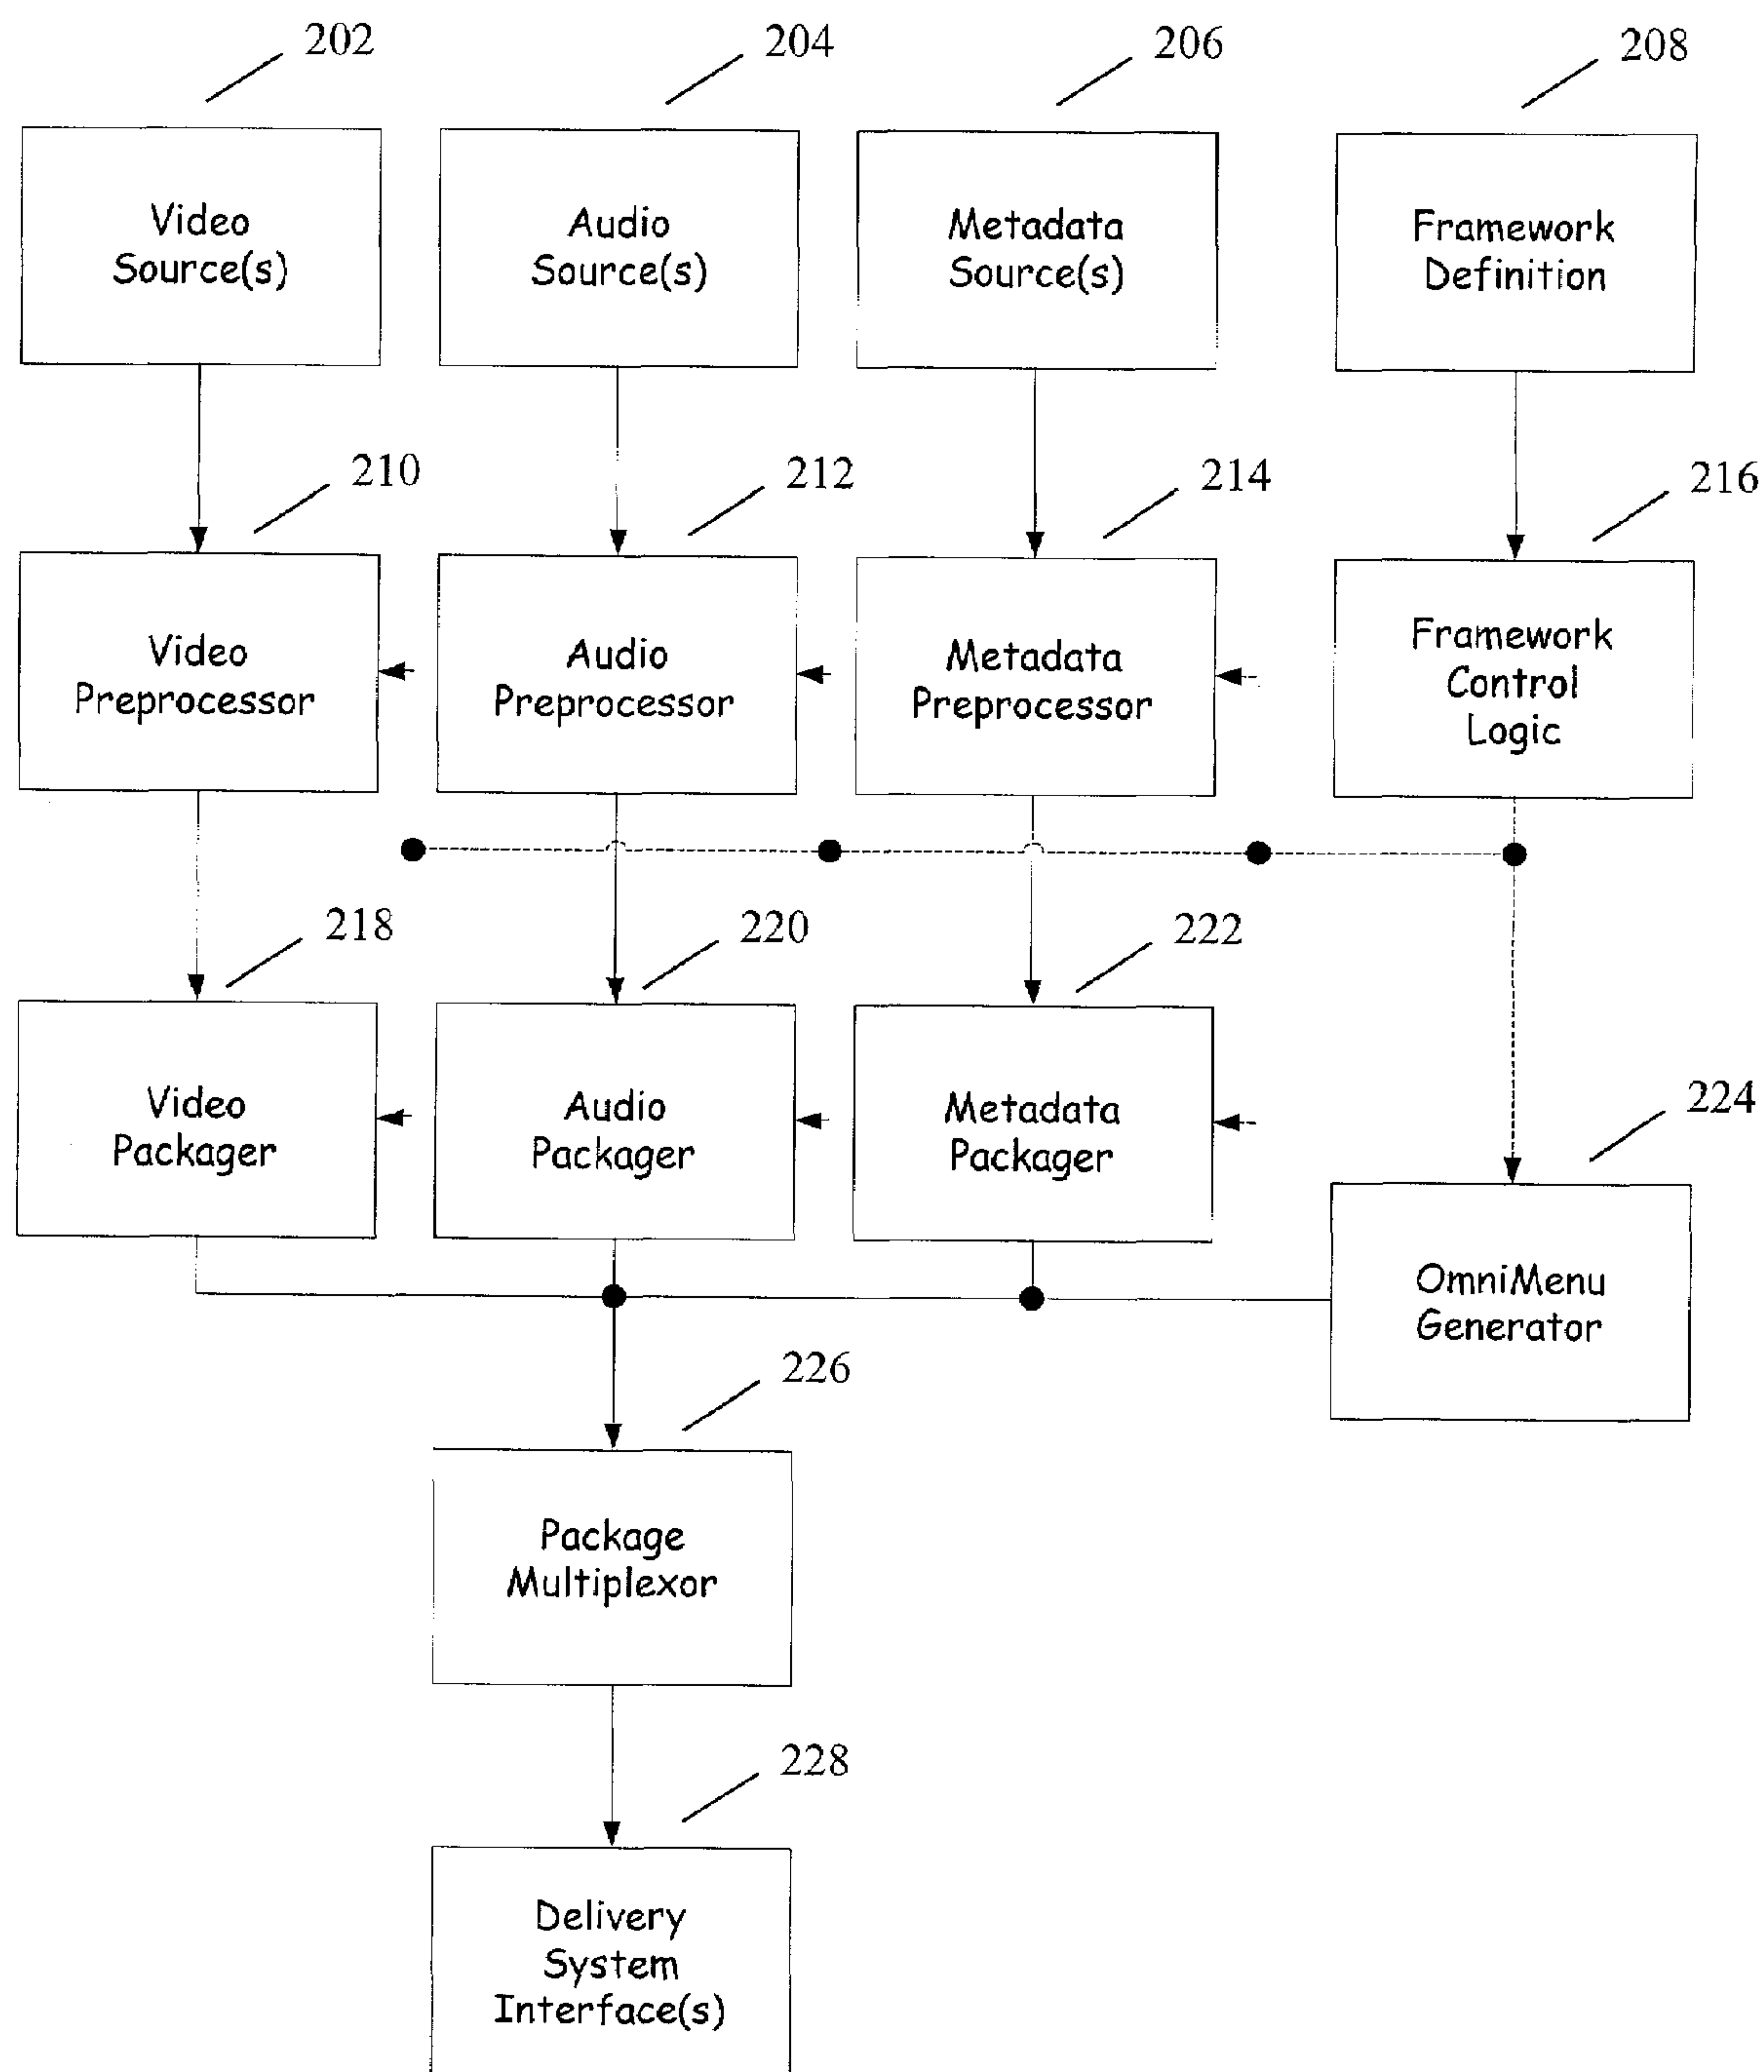 202
204
206
208
Video
Source(s)
Audio
Source(s)
Metadata
Source(s)
Framework
Definition
210
212
214
216
Video
Preprocessor
Audio
Preprocessor
Metadata
Preprocessor
Framework
Control
Logic
218
220
222
Video
Packager
Audio
Packager
Metadata
Packager
224
OmniMenu
Generator
226
Package
Multiplexor
228
Delivery
System
Interface(s)